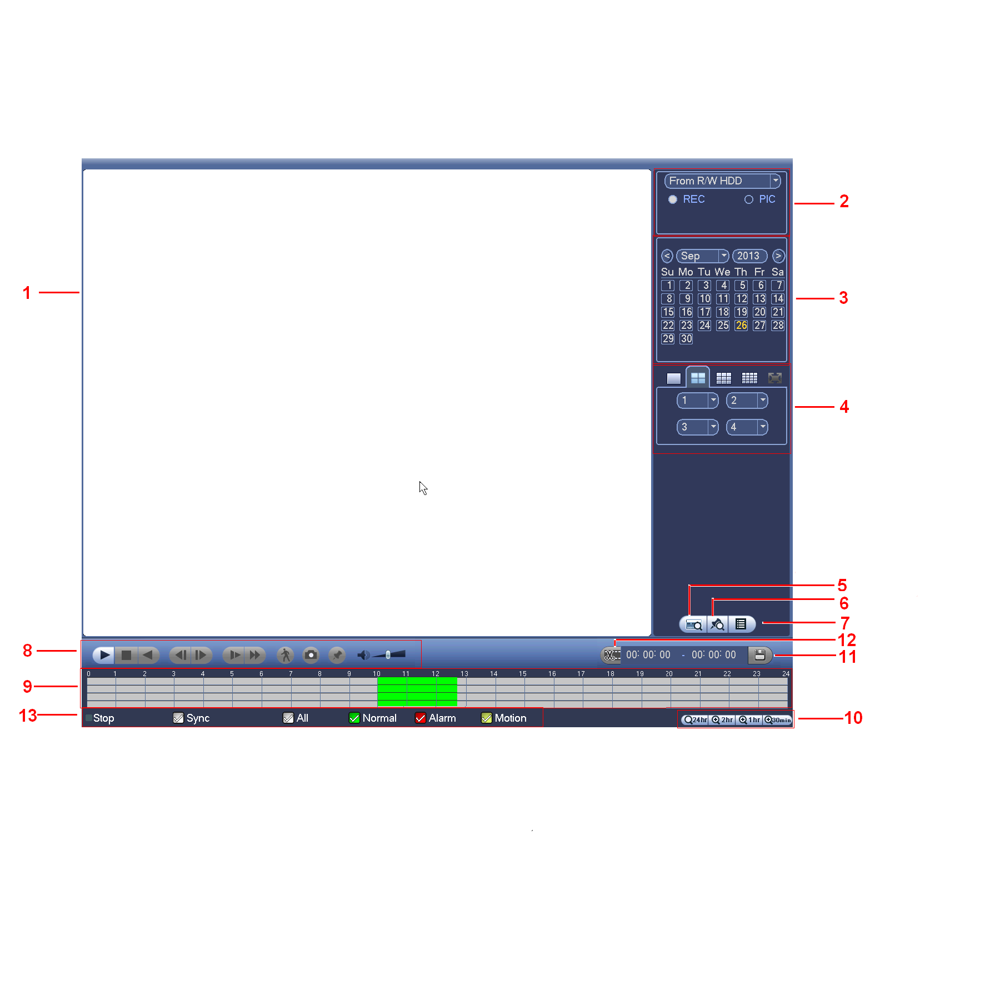 From R/W HDD
REC PIC
2
< Sep 2013 >
Su Mo Tu We Th Fr Sa
1 2 3 4 5 6 7
8 9 10 11 12 13 14
15 16 17 18 19 20 21
22 23 24 25 26 27 28
29 30
1
3
1 2
3 4
4
5
6
7
12
8
00: 00: 00 - 00: 00: 00
11
0 1 2 3 4 5 6 7 8 9 10 11 12 13 14 15 16 17 18 19 20 21 22 23 24
9
13
Stop Sync All Normal Alarm Motion
24hr 2hr 1hr 30min
10